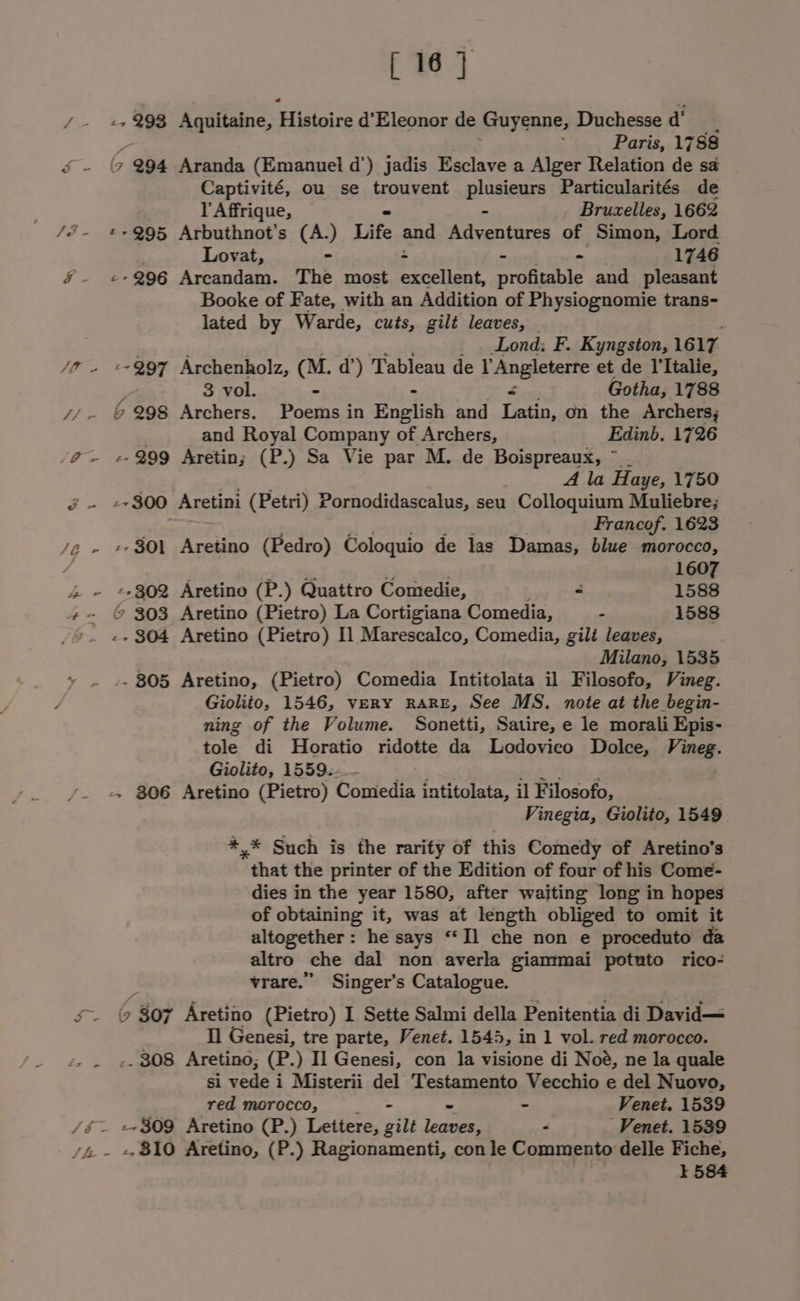 [ 16 ]
293 Aquitaine, Histoire d'Eleonor de Guyenne, Duchesse d'
Paris, 1788
294 Aranda (Emanuel d') jadis Esclave a Alger Relation de sa
Captivité, ou se trouvent plusieurs Particularités de
l'Affrique, - - Bruxelles, 1662
295 Arbuthnot's (A.) Life and Adventures of Simon, Lord
Lovat, - - - - 1746
296 Arcandam. The most excellent, profitable and pleasant
Booke of Fate, with an Addition of Physiognomie trans-
lated by Warde, cuts, gilt leaves,
Lond. F. Kyngston, 1617
297 Archenholz, (M. d') Tableau de l'Angleterre et de l'Italie,
3 vol. - - - Gotha, 1788
298 Archers. Poems in English and Latin, on the Archers;
and Royal Company of Archers, Edinb. 1726
299 Aretin; (P.) Sa Vie par M. de Boispreaux,
A la Haye, 1750
300 Aretini (Petri) Pornodidascalus, seu Colloquium Muliebre;
Francof. 1623
301 Aretino (Pedro) Coloquio de las Damas, blue morocco,
1607
302 Aretino (P.) Quattro Comedie, - 1588
303 Aretino (Pietro) La Cortigiana Comedia, - 1588
304 Aretino (Pietro) Il Marescalco, Comedia, gilt leaves,
Milano, 1535
305 Aretino, (Pietro) Comedia Intitolata il Filosofo, Vineg.
Giolito, 1546, VERY RARE, See MS. note at the begin-
ning of the Volume. Sonetti, Satire, e le morali Epis-
tole di Horatio ridotte da Lodovico Dolce, Vineg.
Giolito, 1559.
306 Aretino (Pietro) Comedia intitolata, il Filosofo,
Vinegia, Giolito, 1549
*,* Such is the rarity of this Comedy of Aretino's
that the printer of the Edition of four of his Come-
dies in the year 1580, after waiting long in hopes
of obtaining it, was at length obliged to omit it
altogether: he says “Il che non e proceduto da
altro che dal non averla giammai potuto rico-
vrare.” Singer's Catalogue.
307 Aretino (Pietro) I Sette Salmi della Penitentia di David—
Il Genesi, tre parte, Venet. 1545, in 1 vol. red morocco.
308 Aretino; (P.) Il Genesi, con la visione di Noè, ne la quale
si vede i Misterii del Testamento Vecchio e del Nuovo,
red morocco, - - - Venet. 1539
309 Aretino (P.) Lettere, gilt leaves, - Venet. 1539
310 Aretino, (P.) Ragionamenti, con le Commento delle Fiche,
1584